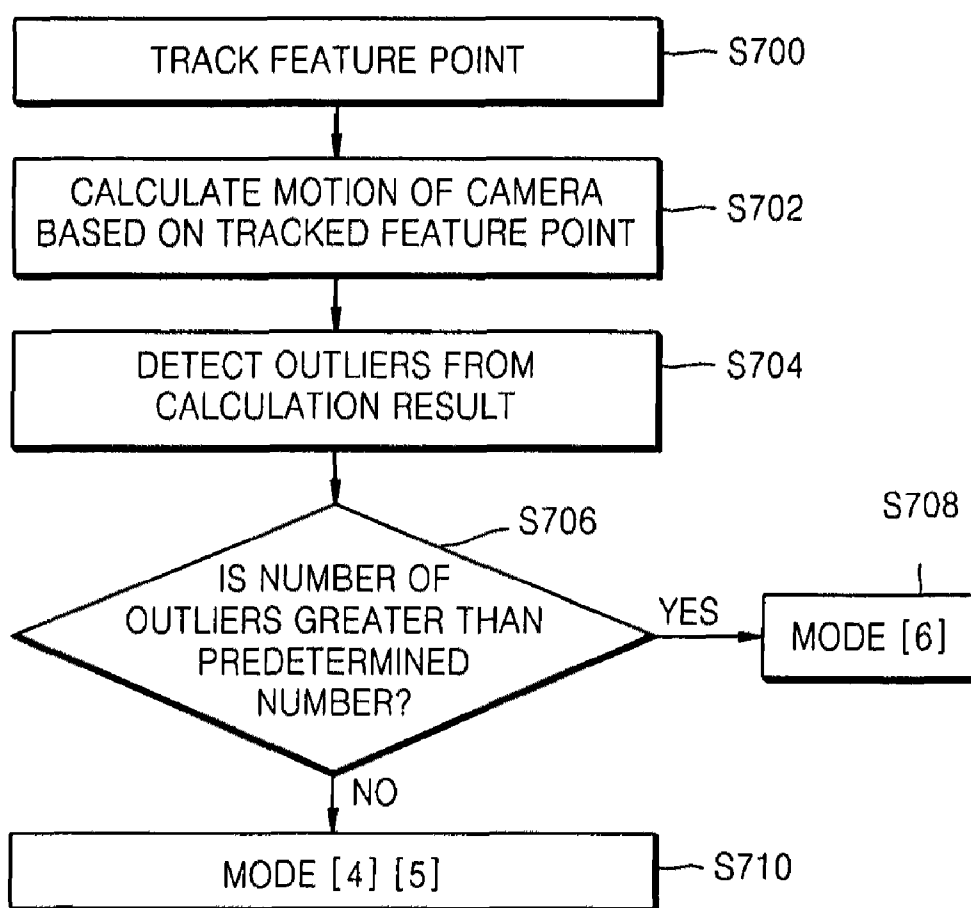 TRACK FEATURE POINT
S700
CALCULATE MOTION OF CAMERA
BASED ON TRACKED FEATURE POINT
S702
DETECT OUTLIERS FROM
CALCULATION RESULT
S704
S706
IS NUMBER OF
OUTLIERS GREATER THAN
PREDETERMINED
NUMBER?
YES
S708
MODE [6]
NO
MODE [4] [5]
S710